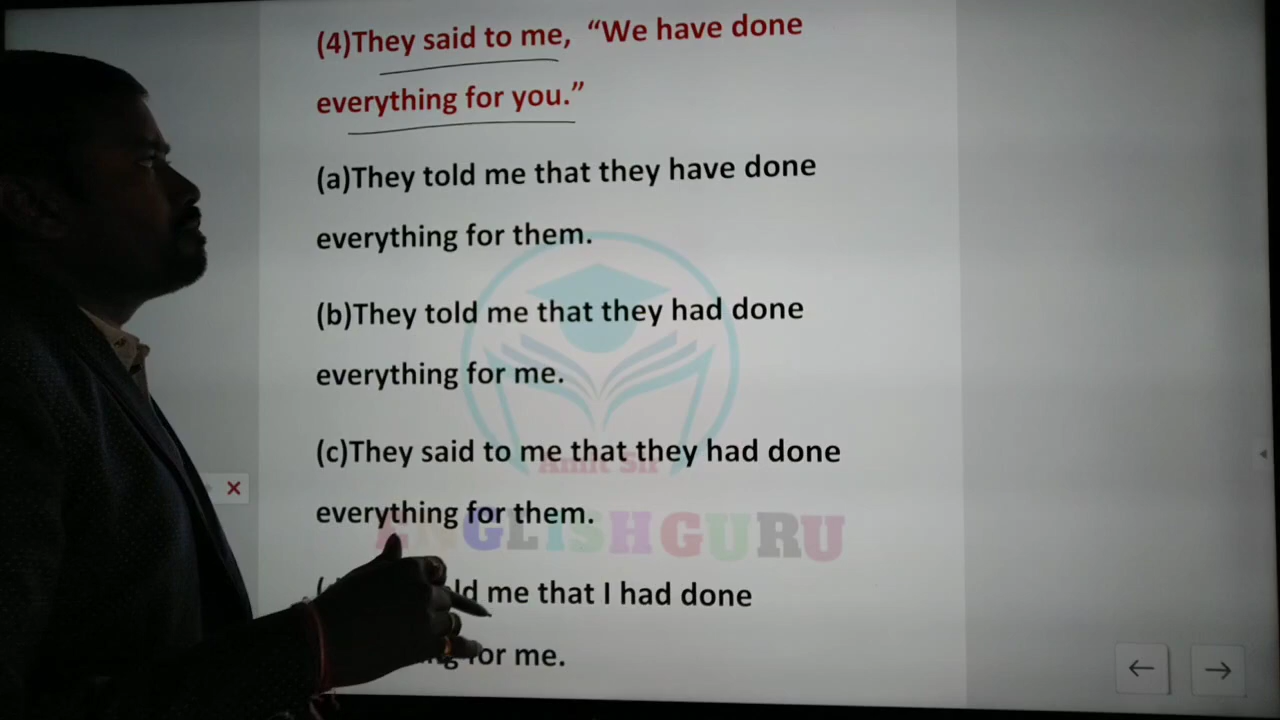 (4)They said to me, “We have done
everything for you.”
(a)They told me that they have done
everything for them.
(b)They told me that they had done
everything for me.
(c)They said to me that they had done
everything for them.
Amit Sir
ENGLISHGURU
me that I had done
for me.